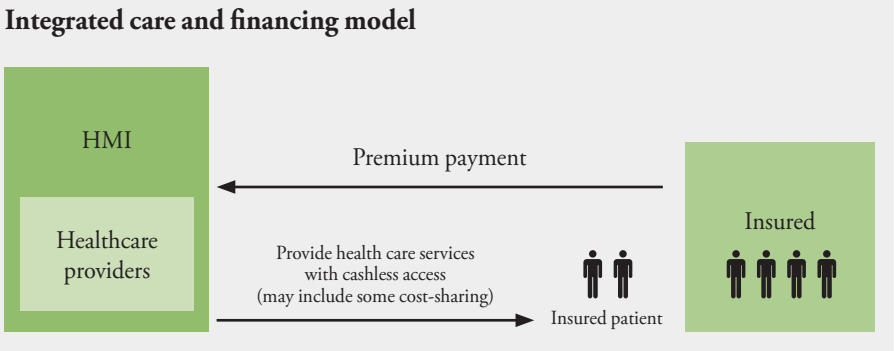 Integrated care and financing model
HMI
Healthcare
providers
Premium payment
Provide health care services
with cashless access
(may include some cost-sharing)
Insured patient
Insured